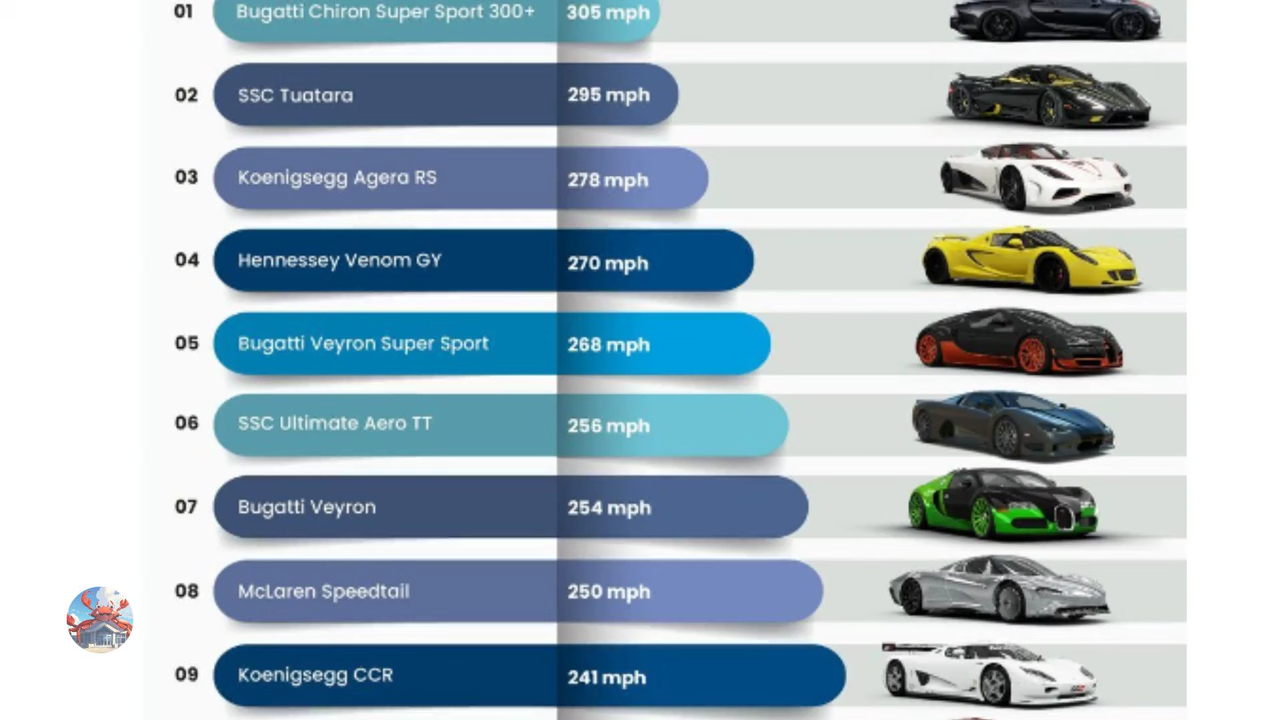 01 Bugatti Chiron Super Sport 300+ 305 mph
02 SSC Tuatara 295 mph
03 Koenigsegg Agera RS 278 mph
04 Hennessey Venom GY 270 mph
05 Bugatti Veyron Super Sport 268 mph
06 SSC Ultimate Aero TT 256 mph
07 Bugatti Veyron 254 mph
08 McLaren Speedtail 250 mph
09 Koenigsegg CCR 241 mph